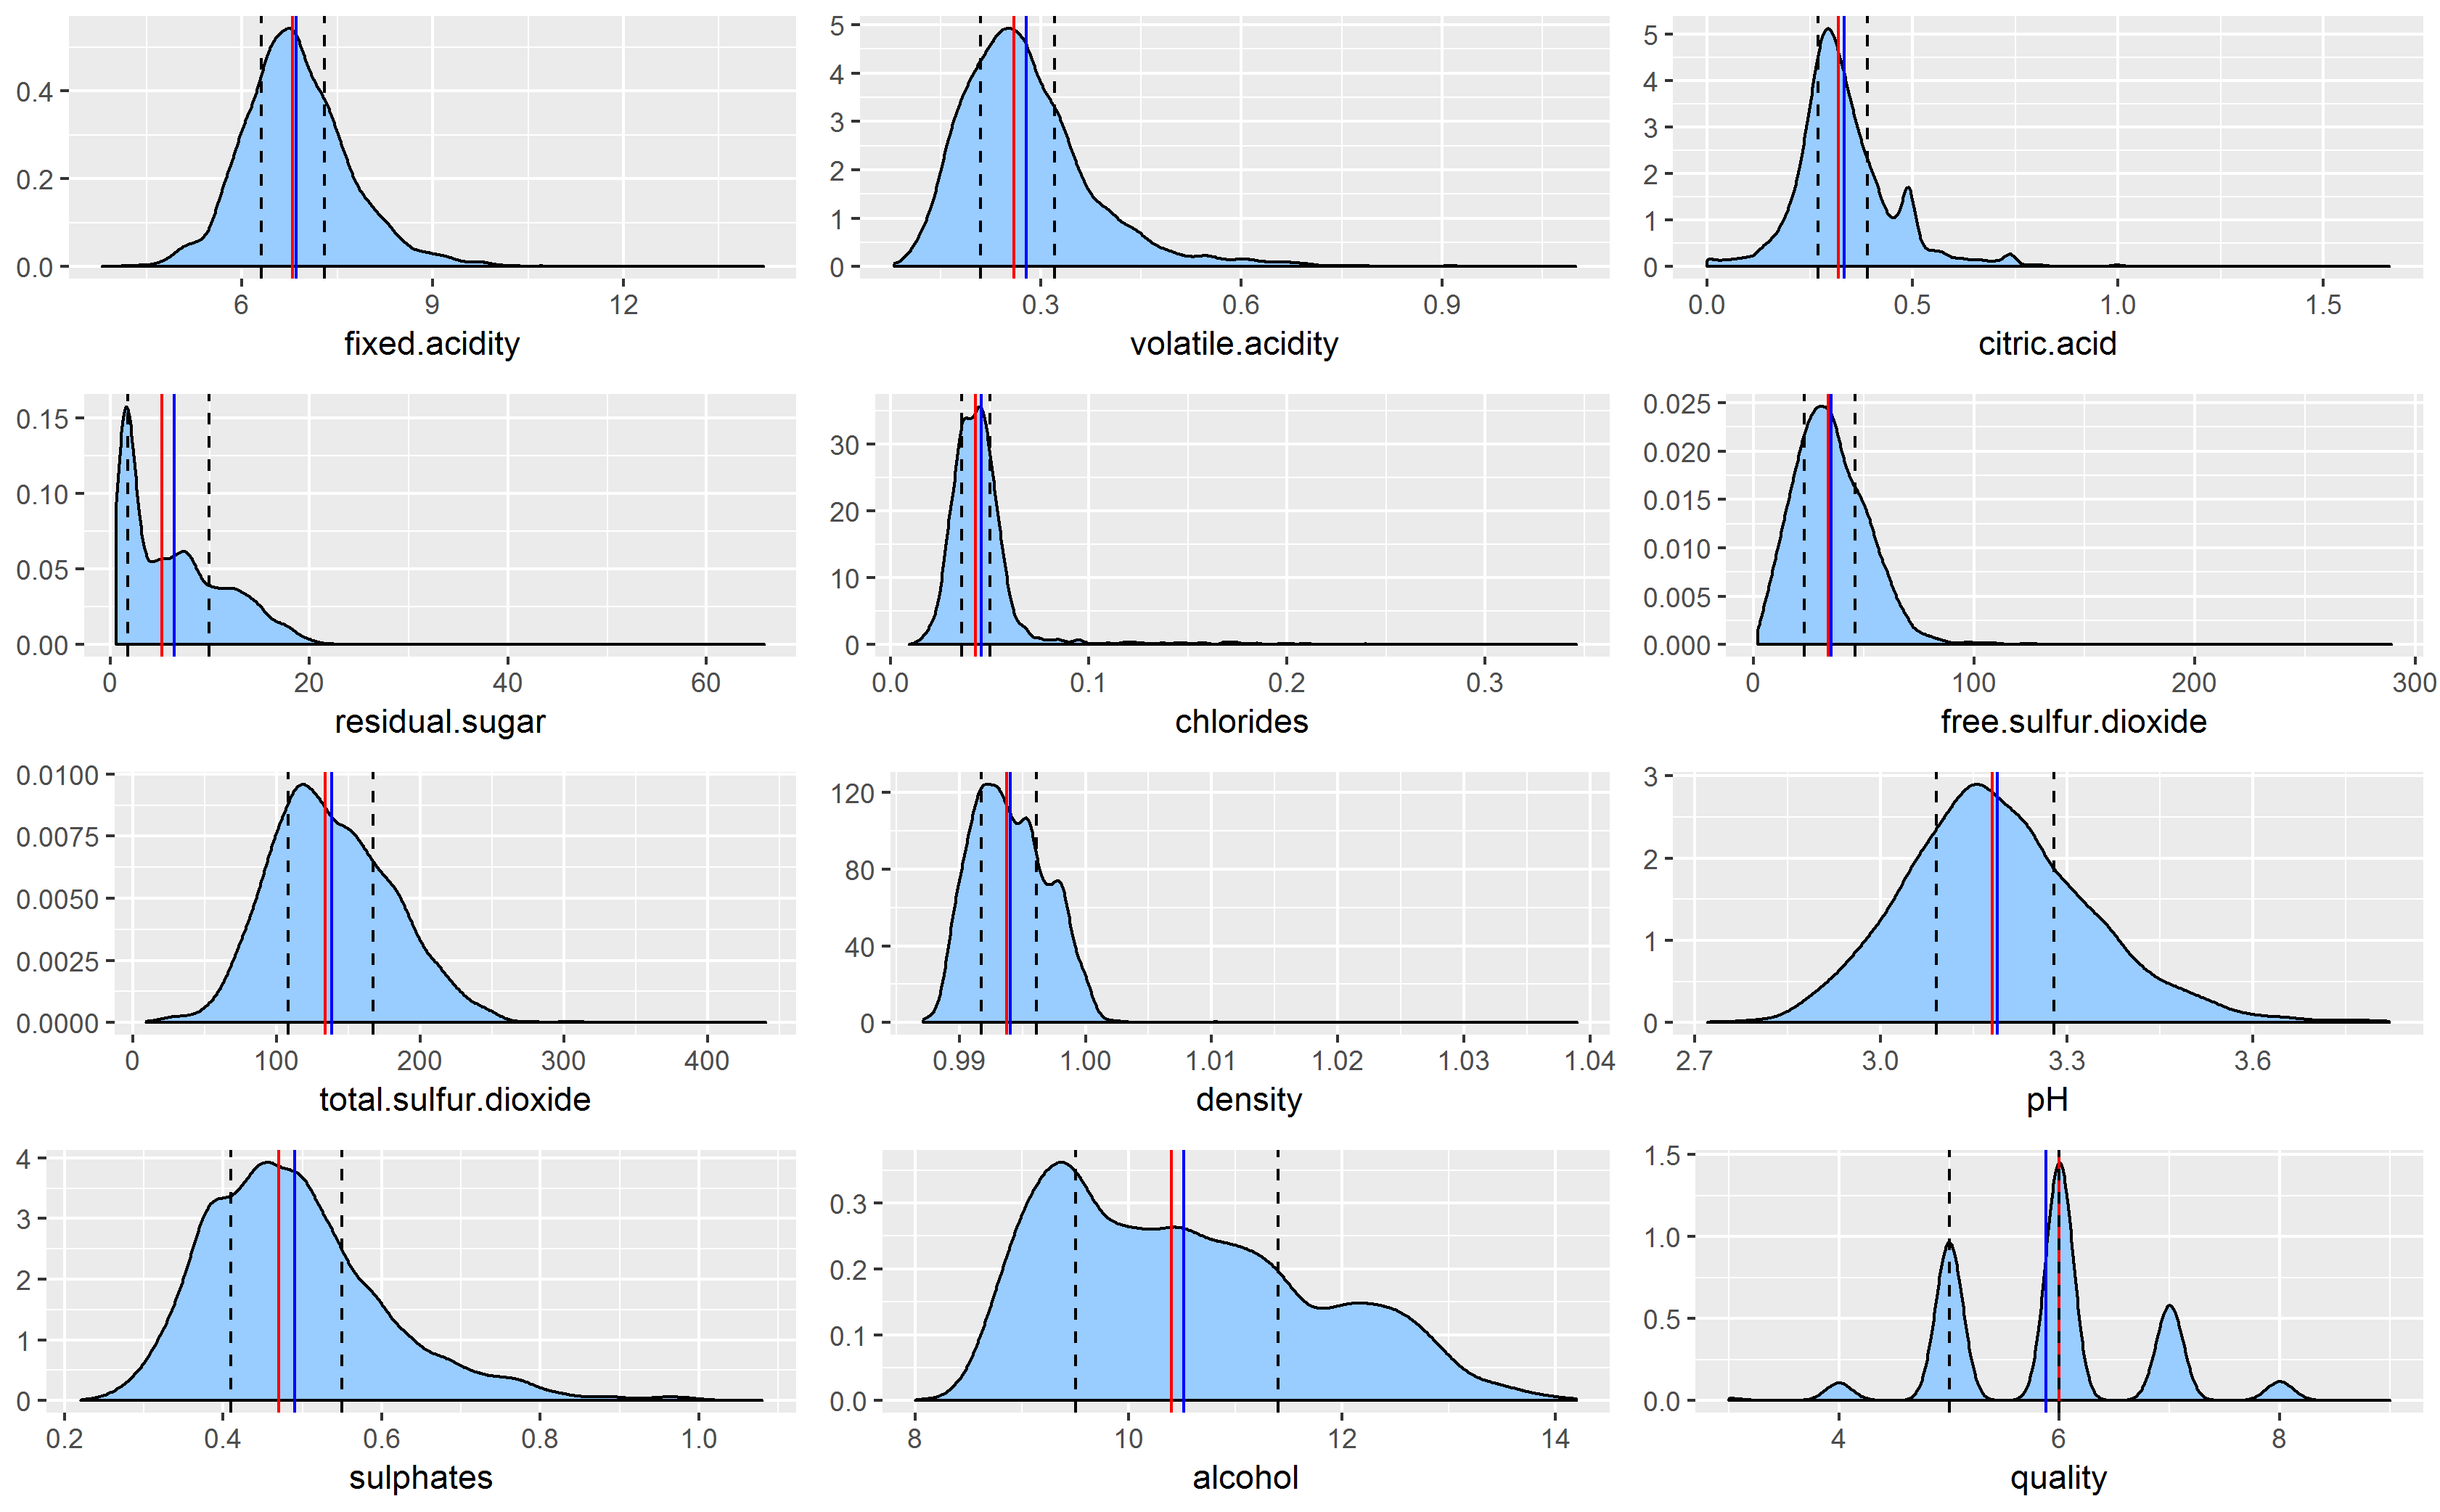 0.4
0.2
0.0
6 9 12
fixed.acidity
5
4
3
2
1
0
0.3 0.6 0.9
volatile.acidity
5
4
3
2
1
0
0.0 0.5 1.0 1.5
citric.acid
0.15
0.10
0.05
0.00
0 20 40 60
residual.sugar
30
20
10
0
0.0 0.1 0.2 0.3
chlorides
0.025
0.020
0.015
0.010
0.005
0.000
0 100 200 300
free.sulfur.dioxide
0.0100
0.0075
0.0050
0.0025
0.0000
0 100 200 300 400
total.sulfur.dioxide
120
80
40
0
0.99 1.00 1.01 1.02 1.03 1.04
density
3
2
1
0
2.7 3.0 3.3 3.6
pH
4
3
2
1
0
0.2 0.4 0.6 0.8 1.0
sulphates
0.3
0.2
0.1
0.0
8 10 12 14
alcohol
1.5
1.0
0.5
0.0
4 6 8
quality